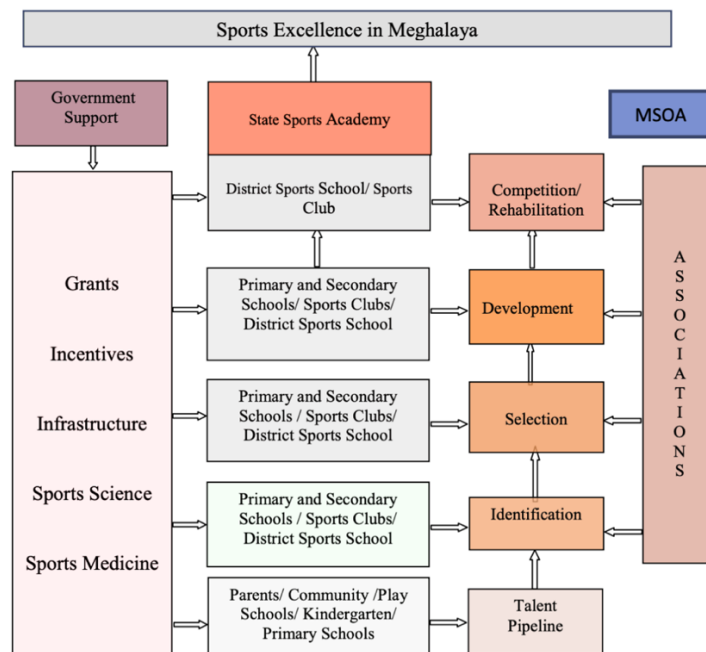 Sports Excellence in Meghalaya
Government
Support
State Sports Academy
MSOA
District Sports School/ Sports
Club
Competition/
Rehabilitation
Grants
Incentives
Infrastructure
Sports Science
Sports Medicine
Primary and Secondary
Schools/ Sports Clubs/
District Sports School
Development
Primary and Secondary
Schools / Sports Clubs/
District Sports School
Selection
Primary and Secondary
Schools / Sports Clubs/
District Sports School
Identification
Parents/ Community /Play
Schools/ Kindergarten/
Primary Schools
Talent
Pipeline
A
S
S
O
C
I
A
T
I
O
N
S